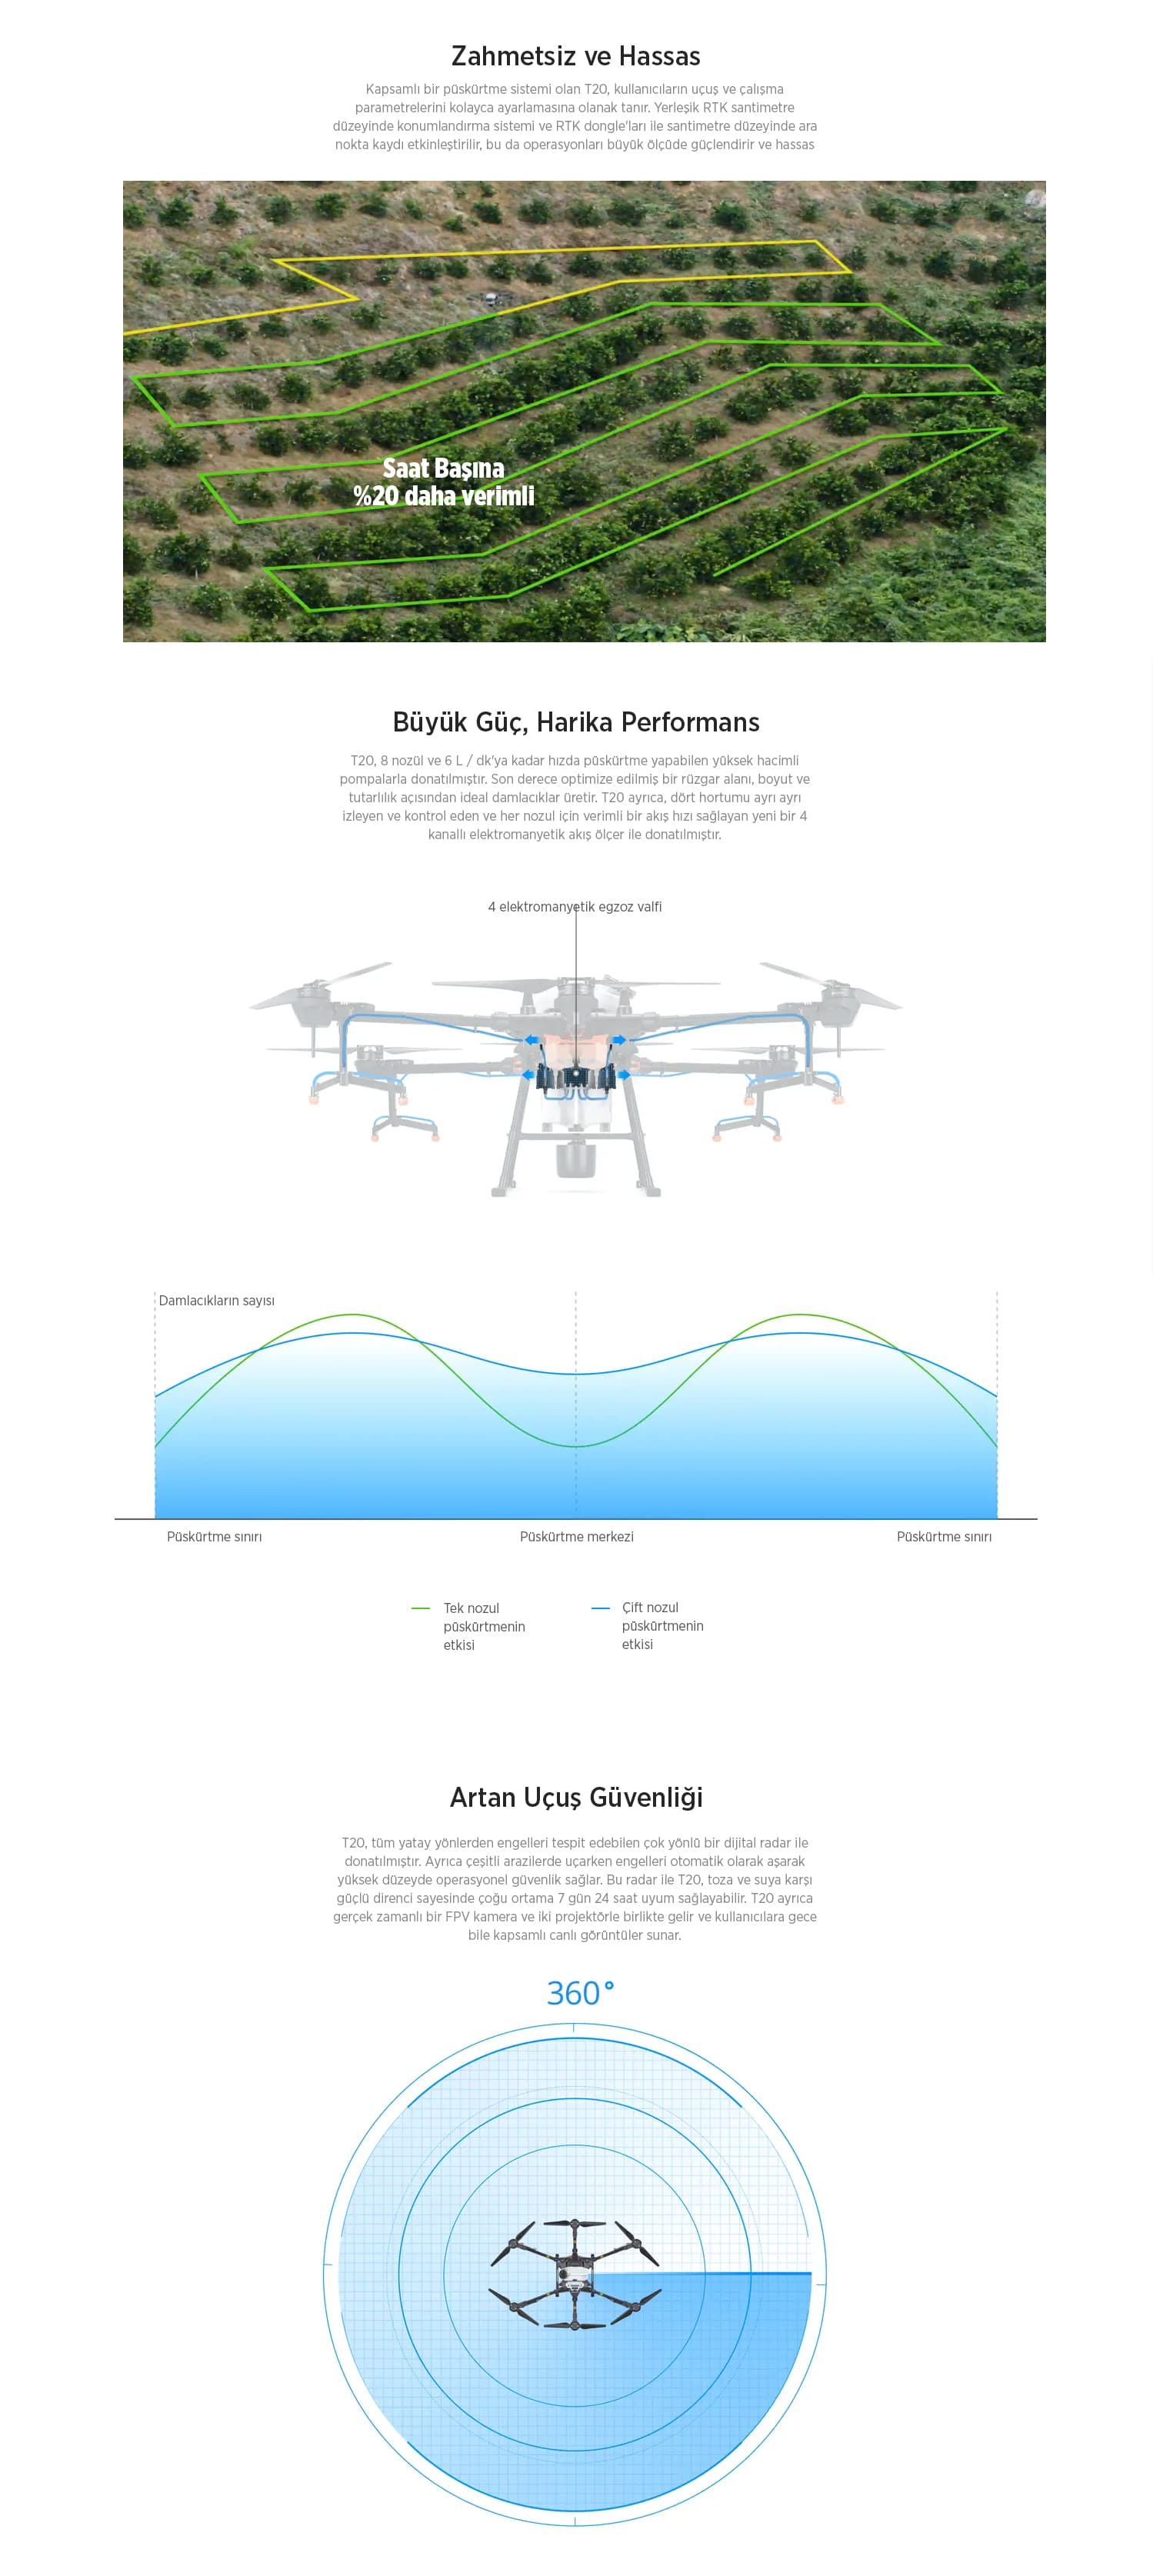 Zahmetsiz ve Hassas
Kapsamlı bir püskürtme sistemi olan T20, kullanıcıların uçuş ve çalışma
parametrelerini kolayca ayarlamasına olanak tanır. Yerleşik RTK santimetre
düzeyinde konumlandırma sistemi ve RTK dongle'ları ile santimetre düzeyinde ara
nokta kaydı etkinleştirilir, bu da operasyonları büyük ölçüde güçlendirir ve hassas
Saat Başına
%20 daha verimli
Büyük Güç, Harika Performans
T20, 8 nozül ve 6 L / dk'ya kadar hızda püskürtme yapabilen yüksek hacimli
pompalarla donatılmıştır. Son derece optimize edilmiş bir rüzgar alanı, boyut ve
tutarlılık açısından ideal damlacıklar üretir. T20 ayrıca, dört hortumu ayrı ayrı
izleyen ve kontrol eden ve her nozul için verimli bir akış hızı sağlayan yeni bir 4
kanallı elektromanyetik akış ölçer ile donatılmıştır.
4 elektromanyetik egzoz valfi
Damlacıkların sayısı
Püskürtme sınırı Püskürtme merkezi Püskürtme sınırı
Tek nozul
püskürtmenin
etkisi
Çift nozul
püskürtmenin
etkisi
Artan Uçuş Güvenliği
T20, tüm yatay yönlerden engelleri tespit edebilen çok yönlü bir dijital radar ile
donatılmıştır. Ayrıca çeşitli arazilerde uçarken engelleri otomatik olarak aşarak
yüksek düzeyde operasyonel güvenlik sağlar. Bu radar ile T20, toza ve suya karşı
güçlü direnci sayesinde çoğu ortama 7 gün 24 saat uyum sağlayabilir. T20 ayrıca
gerçek zamanlı bir FPV kamera ve iki projektörle birlikte gelir ve kullanıcılara gece
bile kapsamlı canlı görüntüler sunar.
360°